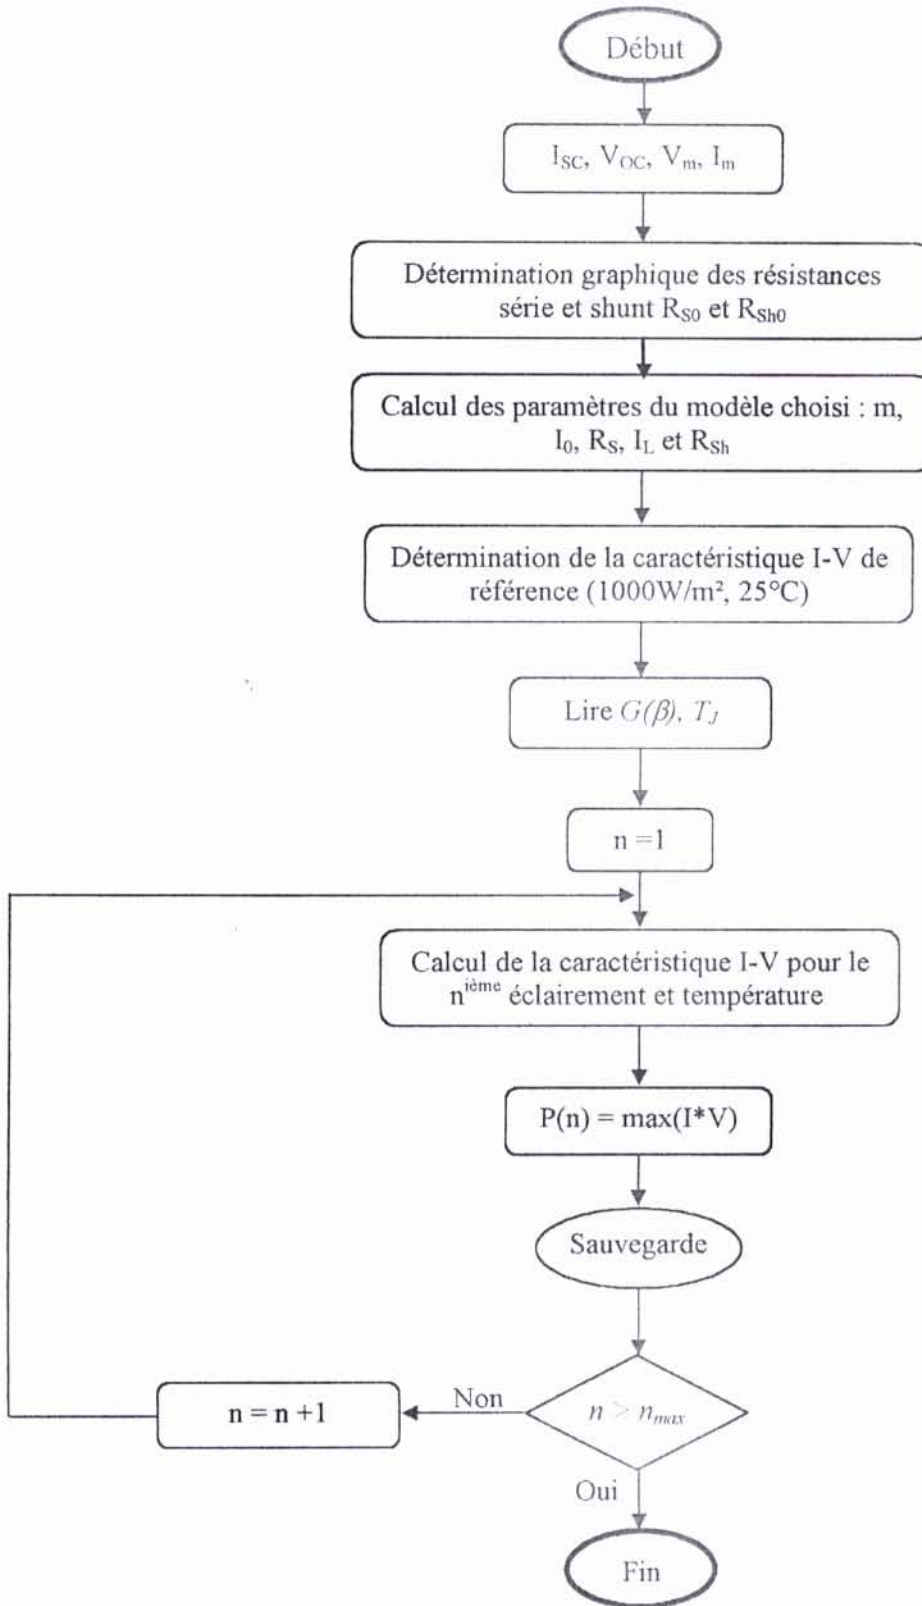 Début
I_SC, V_OC, V_m, I_m
Détermination graphique des résistances
série et shunt R_S0 et R_Sh0
Calcul des paramètres du modèle choisi : m,
I_0, R_S, I_L et R_Sh
Détermination de la caractéristique I-V de
référence (1000W/m², 25°C)
Lire G(β), T_J
n =1
Calcul de la caractéristique I-V pour le
n^ième éclairement et température
P(n) = max(I*V)
Sauvegarde
n > n_max
Non
n = n +1
Oui
Fin